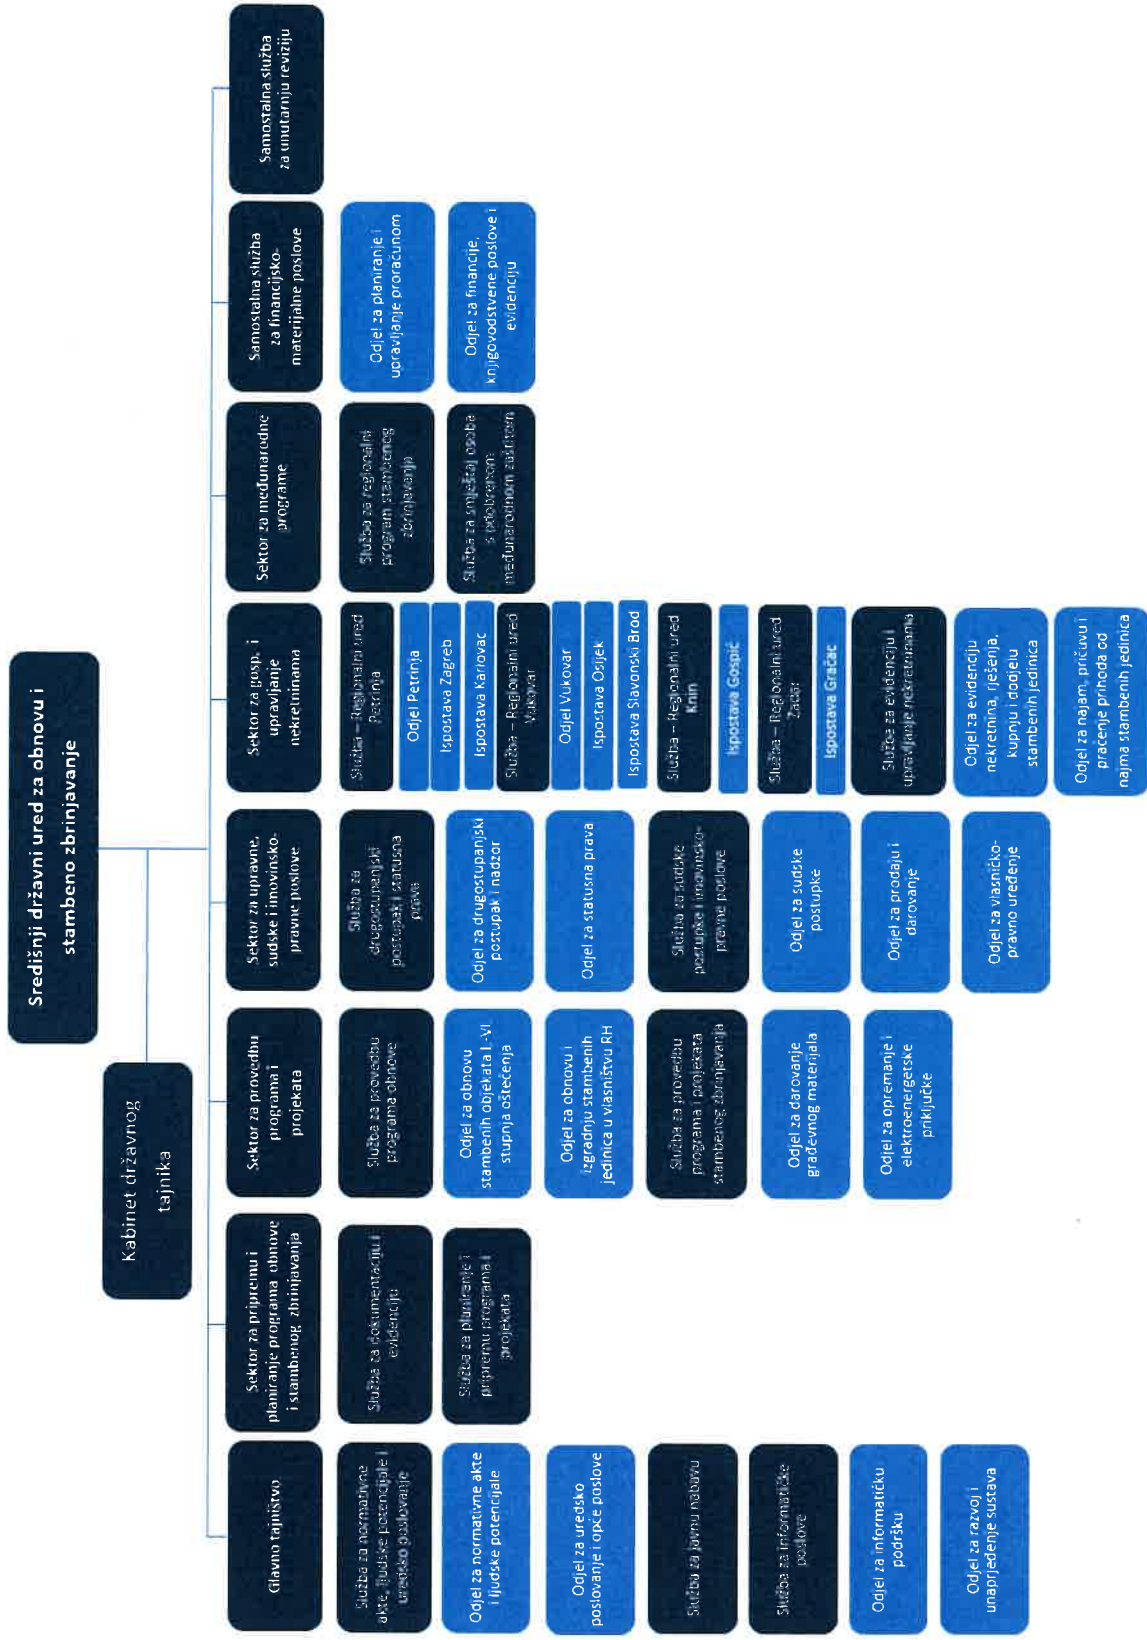 Središnji državni ured za obnovu i
stambeno zbrinjavanje
Kabinet državnog
tajnika
Glavno tajništvo
Služba za normativne
akte, ljudske potencijale i
uredsko poslovanje
Odjel za normativne akte
i ljudske potencijale
Odjel za uredsko
poslovanje i opće poslove
Služba za javnu nabavu
Služba za informatičke
poslove
Odjel za informatičku
podršku
Odjel za razvoj i
unaprjeđenje sustava
Sektor za pripremu i
planiranje programa obnove
i stambenog zbrinjavanja
Služba za dokumentaciju i
evidenciju
Služba za planiranje i
pripremu programa i
projekata
Sektor za provedbu
programa i
projekata
Služba za provedbu
programa obnove
Odjel za obnovu
stambenih objekata I.-VI.
stupnja oštećenja
Odjel za obnovu i
izgradnju stambenih
jedinica u vlasništvu RH
Služba za provedbu
programa i projekata
stambenog zbrinjavanja
Odjel za darovanje
građevnog materijala
Odjel za opremanje i
elektroenergetske
priključke
Sektor za upravne,
sudske i imovinsko-
pravne poslove
Služba za
drugostupanjski
postupak i statusna
prava
Odjel za drugostupanjski
postupak i nadzor
Odjel za statusna prava
Služba za sudske
postupke i imovinsko-
pravne poslove
Odjel za sudske
postupke
Odjel za prodaju i
darovanje
Odjel za vlasničko-
pravno uređenje
Sektor za gosp. i
upravljanje
nekretninama
Služba – Regionalni ured
Petrinja
Odjel Petrinja
Ispostava Zagreb
Ispostava Karlovac
Služba – Regionalni ured
Vukovar
Odjel Vukovar
Ispostava Osijek
Ispostava Slavonski Brod
Služba - Regionalni ured
Knin
Ispostava Gospić
Služba – Regionalni ured
Zadar
Ispostava Gračac
Služba za evidenciju i
upravljanje nekretninama
Odjel za evidenciju
nekretnina, rješenja,
kupnju i dodjelu
stambenih jedinica
Odjel za najam, pričuvu i
praćenje prihoda od
najma stambenih jedinica
Sektor za međunarodne
programe
Služba za regionalni
program stambenog
zbrinjavanja
Služba za smještaj osoba
s odobrenom
međunarodnom zaštitom
Samostalna služba
za financijsko-
materijalne poslove
Odjel za planiranje i
upravljanje proračunom
Odjel za financije,
knjigovodstvene poslove i
evidenciju
Samostalna služba
za unutarnju reviziju